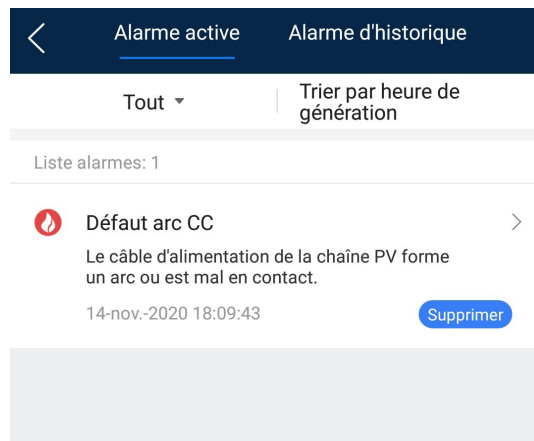 Alarme active
Alarme d'historique
Tout
Trier par heure de
génération
Liste alarmes: 1
Défaut arc CC
Le câble d'alimentation de la chaîne PV forme
un arc ou est mal en contact.
14-nov.-2020 18:09:43
Supprimer